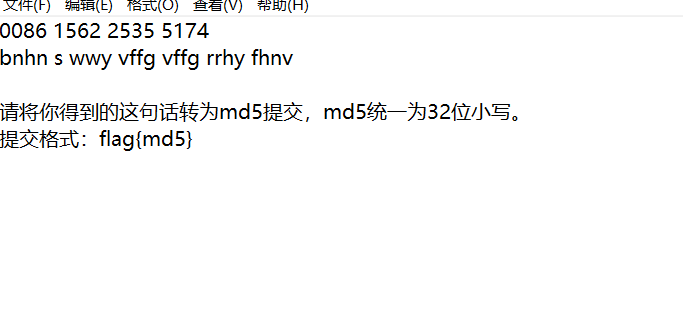 文件(F) 编辑(E) 格式(O) 查看(V) 帮助(H)
0086 1562 2535 5174
bnhn s wwy vffg vffg rrhy fhnv
请将你得到的这句话转为md5提交，md5统一为32位小写。
提交格式：flag{md5}